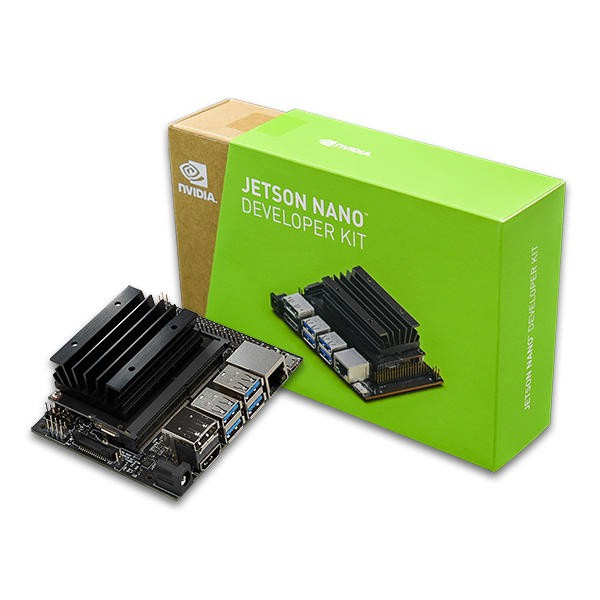 NVIDIA
NVIDIA.
JETSON NANO™
DEVELOPER KIT
JETSON NANO™ DEVELOPER KIT